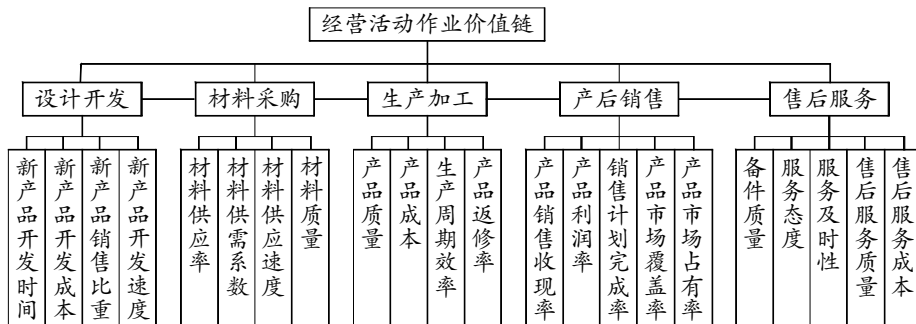 经营活动作业价值链
设计开发
材料采购
生产加工
产后销售
售后服务
新产品开发时间
新产品开发成本
新产品销售比重
新产品开发速度
材料供应率
材料供需系数
材料供应速度
材料质量
产品质量
产品成本
生产周期效率
产品返修率
产品销售收现率
产品利润率
销售计划完成率
产品市场覆盖率
产品市场占有率
备件质量
服务态度
服务及时性
售后服务质量
售后服务成本